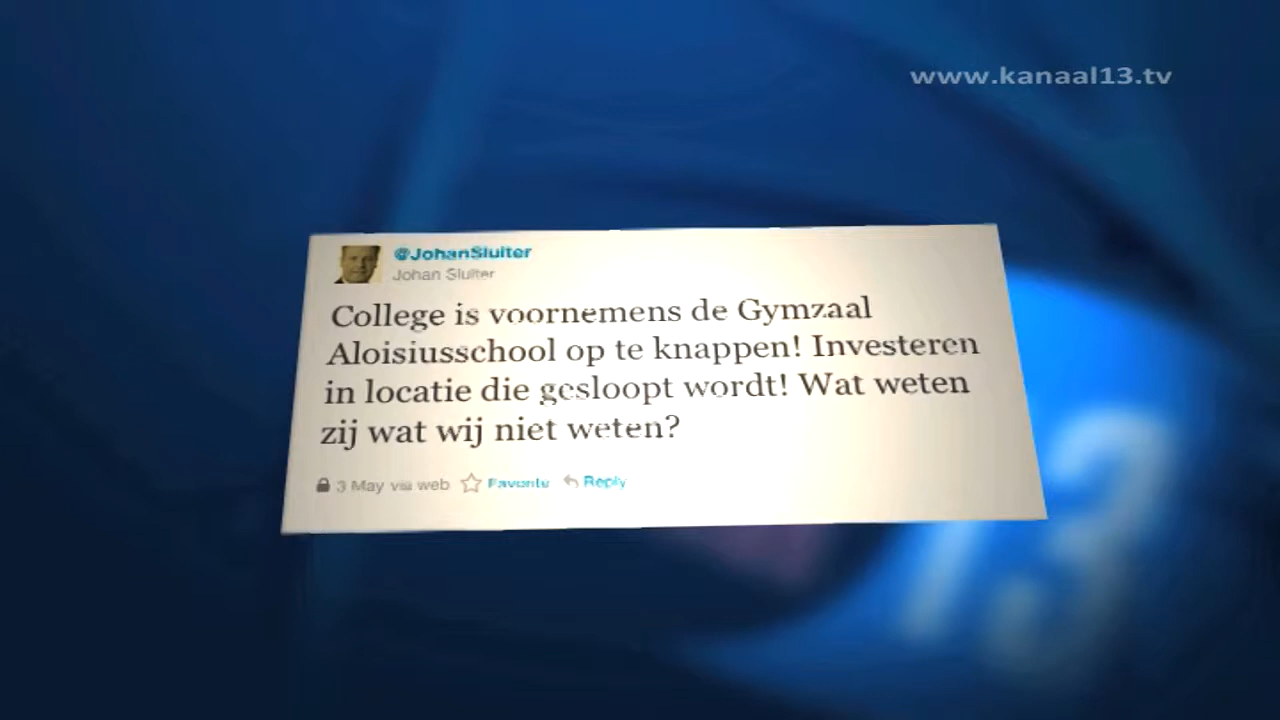 www.kanaal13.tv
@JohanSluiter
Johan Sluiter
College is voornemens de Gymzaal
Aloisiusschool op te knappen! Investeren
in locatie die gesloopt wordt! Wat weten
zij wat wij niet weten?
3 May via web Favorite Reply
13